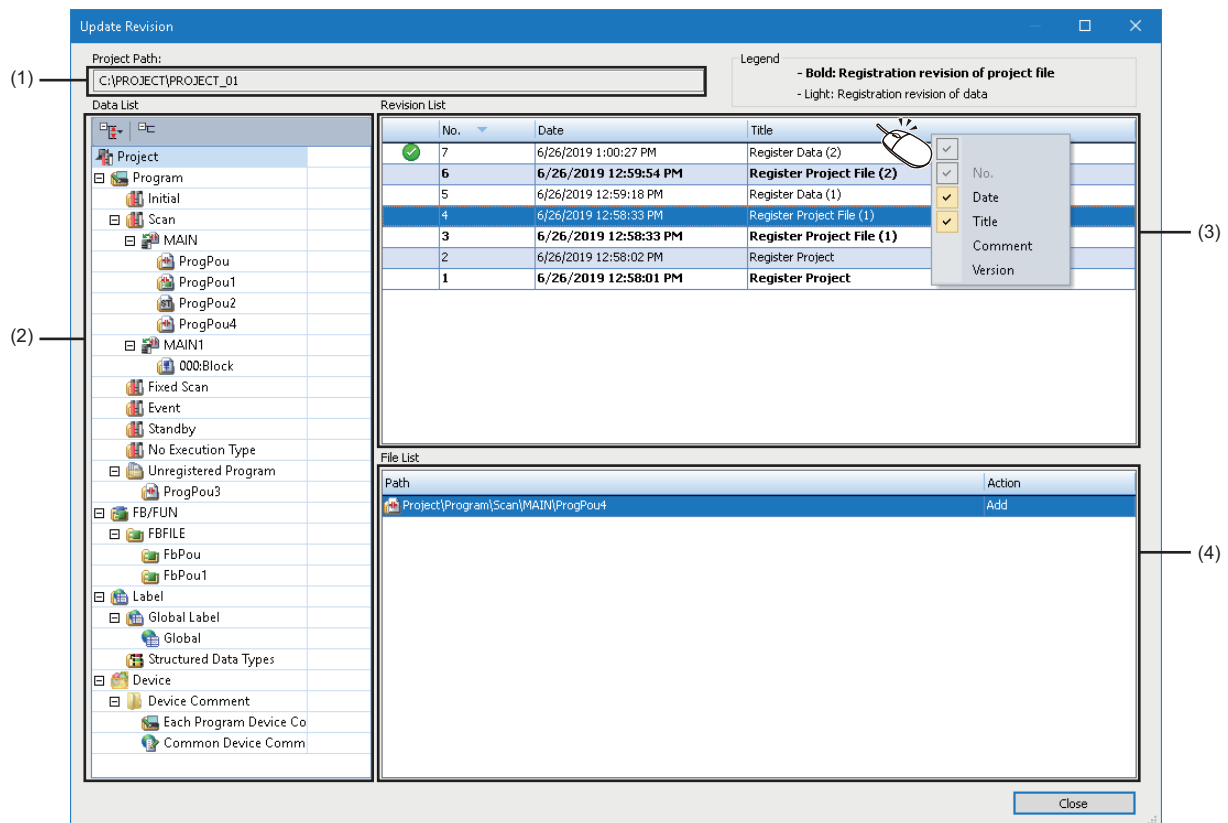 Update Revision
Project Path:
C:\PROJECT\PROJECT_01
Legend
- Bold: Registration revision of project file
- Light: Registration revision of data
(1)
Data List
Project
Program
Initial
Scan
MAIN
ProgPou
ProgPou1
ProgPou2
ProgPou4
MAIN1
000:Block
Fixed Scan
Event
Standby
No Execution Type
Unregistered Program
ProgPou3
FB/FUN
FBFILE
FbPou
FbPou1
Label
Global Label
Global
Structured Data Types
Device
Device Comment
Each Program Device Co
Common Device Comm
(2)
Revision List
No. Date Title
7 6/26/2019 1:00:27 PM Register Data (2)
6 6/26/2019 12:59:54 PM Register Project File (2)
5 6/26/2019 12:59:18 PM Register Data (1)
4 6/26/2019 12:58:33 PM Register Project File (1)
3 6/26/2019 12:58:33 PM Register Project File (1)
2 6/26/2019 12:58:02 PM Register Project
1 6/26/2019 12:58:01 PM Register Project
No.
Date
Title
Comment
Version
(3)
File List
Path Action
Project\Program\Scan\MAIN\ProgPou4 Add
(4)
Close